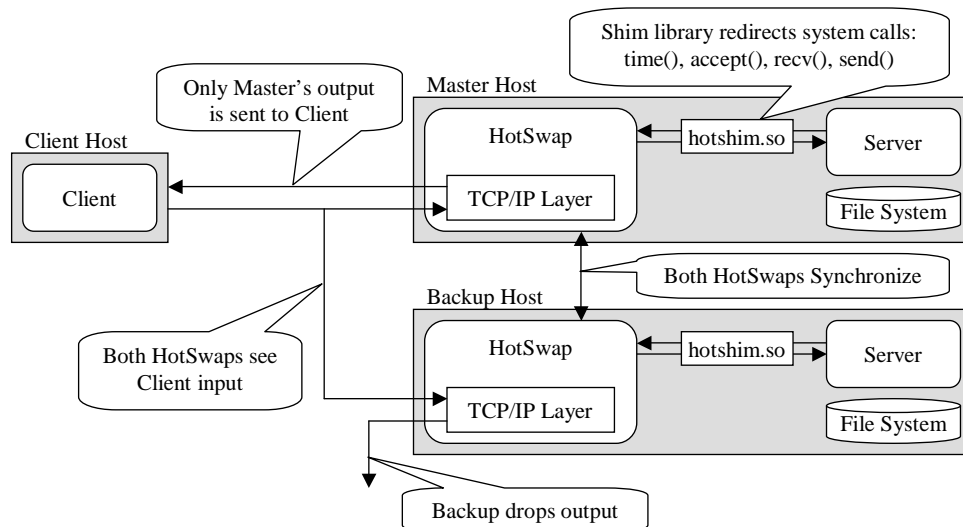 Shim library redirects system calls:
time(), accept(), recv(), send()
Only Master's output
is sent to Client
Master Host
Client Host
HotSwap
hotshim.so
Server
Client
TCP/IP Layer
File System
Both HotSwaps Synchronize
Backup Host
Both HotSwaps see
Client input
HotSwap
hotshim.so
Server
TCP/IP Layer
File System
Backup drops output